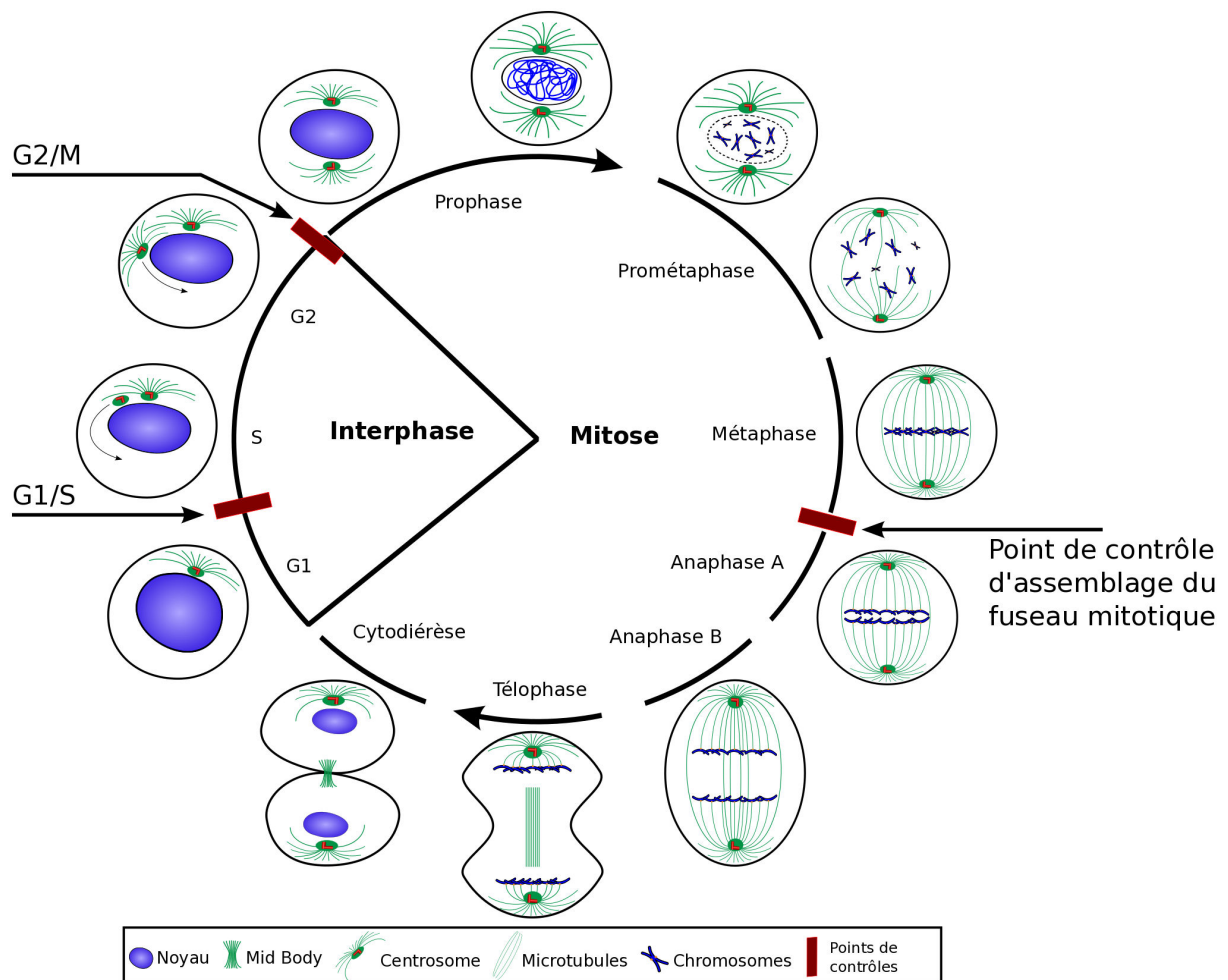 G2/M
Prophase
Prométaphase
G2
S
Interphase
Mitose
Métaphase
G1/S
Point de contrôle
d'assemblage du
fuseau mitotique
G1
Anaphase A
Cytodiérèse
Anaphase B
Télophase
Noyau
Mid Body
Centrosome
Microtubules
Chromosomes
Points de
contrôles